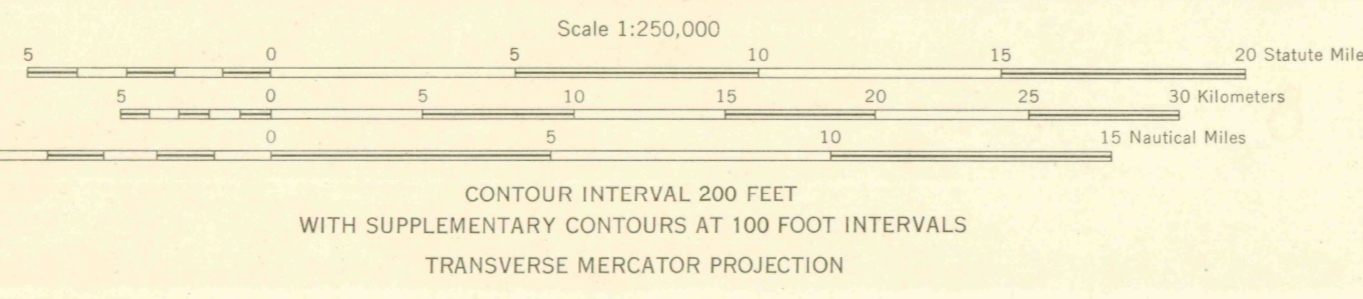 Scale 1:250,000
5 0 5 10 15 20 Statute Mile
5 0 5 10 15 20 25 30 Kilometers
0 5 10 15 Nautical Miles
CONTOUR INTERVAL 200 FEET
WITH SUPPLEMENTARY CONTOURS AT 100 FOOT INTERVALS
TRANSVERSE MERCATOR PROJECTION